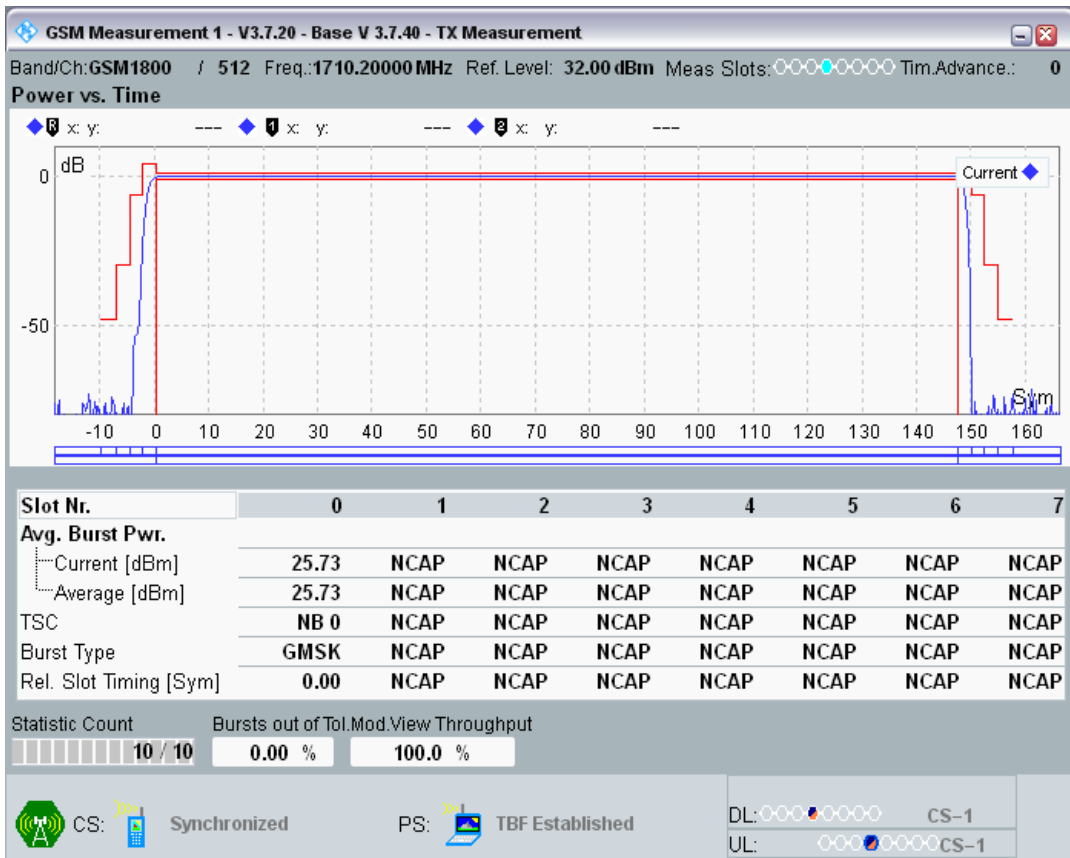 GSM Measurement 1 - V3.7.20 - Base V 3.7.40 - TX Measurement
Band/Ch:GSM1800 / 512 Freq.:1710.20000 MHz Ref. Level: 32.00 dBm Meas Slots: Tim.Advance.: 0
Power vs. Time
R x: y: --- 1 x: y: --- 2 x: y: ---
dB
Current
0
-50
Sym
-10 0 10 20 30 40 50 60 70 80 90 100 110 120 130 140 150 160
Slot Nr. 0 1 2 3 4 5 6 7
Avg. Burst Pwr.
Current [dBm] 25.73 NCAP NCAP NCAP NCAP NCAP NCAP NCAP
Average [dBm] 25.73 NCAP NCAP NCAP NCAP NCAP NCAP NCAP
TSC NB 0 NCAP NCAP NCAP NCAP NCAP NCAP NCAP
Burst Type GMSK NCAP NCAP NCAP NCAP NCAP NCAP NCAP
Rel. Slot Timing [Sym] 0.00 NCAP NCAP NCAP NCAP NCAP NCAP NCAP
Statistic Count Bursts out of Tol. Mod.View Throughput
10 / 10 0.00 % 100.0 %
CS: Synchronized PS: TBF Established
DL: CS-1
UL: CS-1